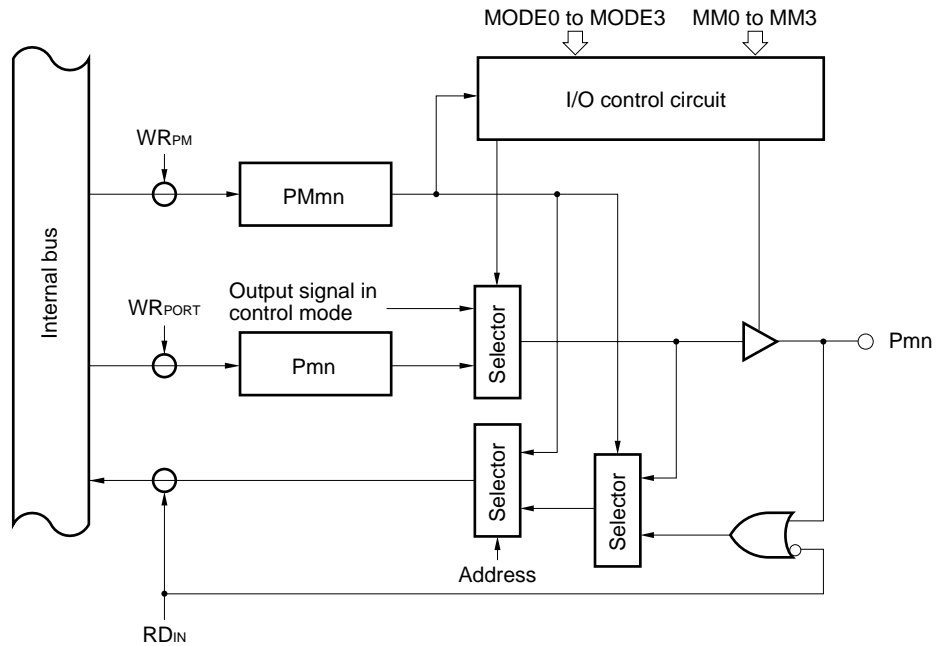 MODE0 to MODE3
MM0 to MM3
I/O control circuit
WRPM
PMmn
Internal bus
Output signal in
control mode
WRPORT
Selector
Pmn
Pmn
Selector
Selector
Address
RDIN